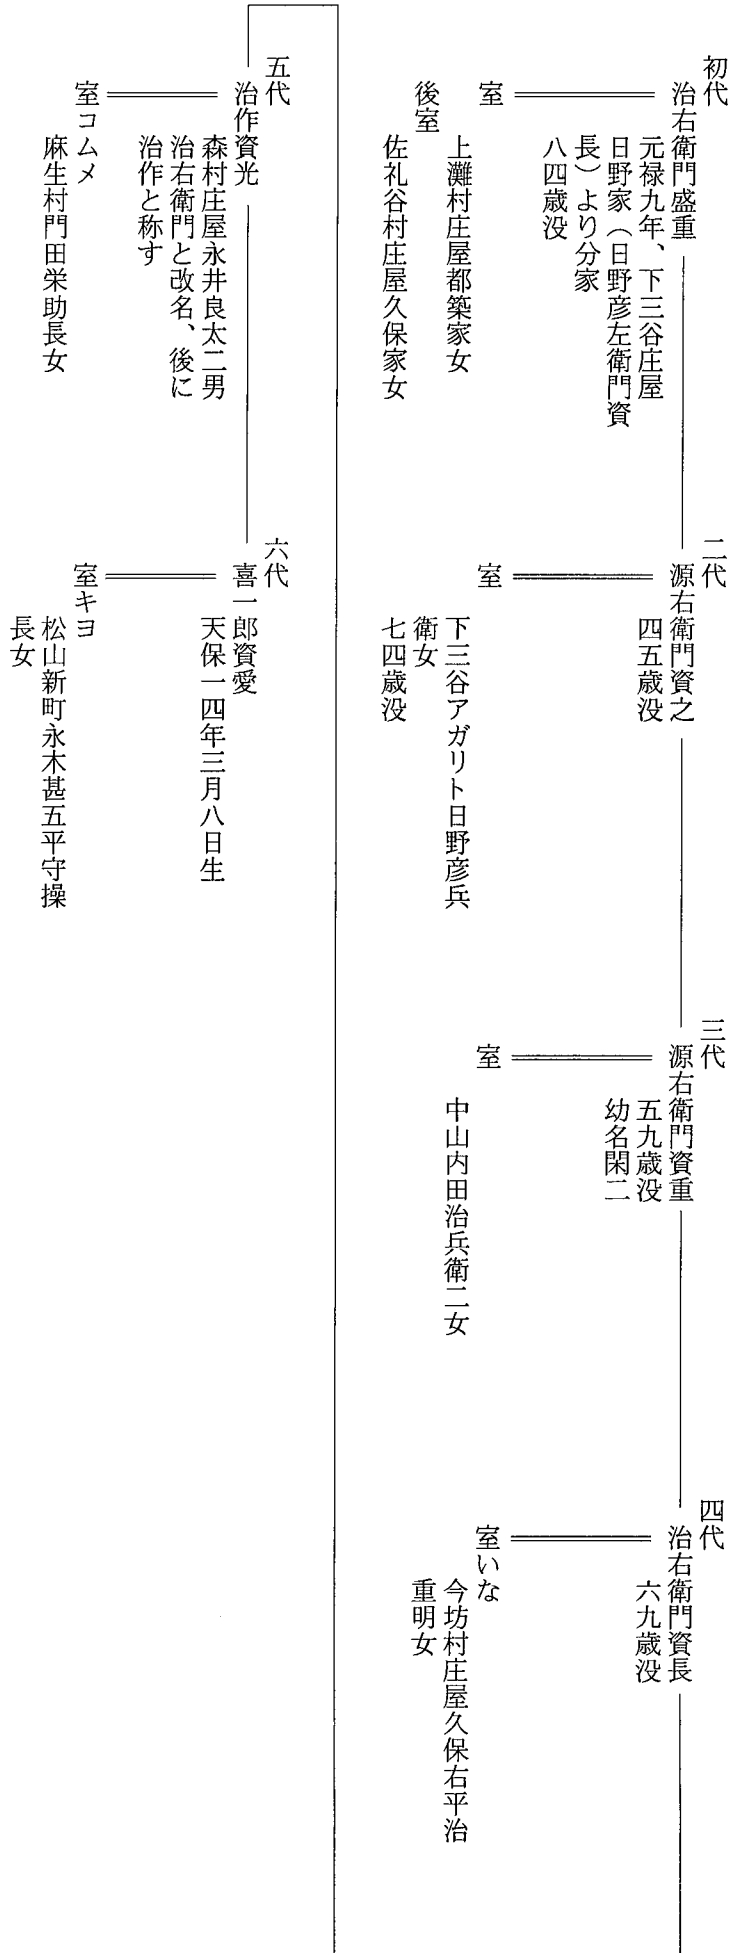 初代
治右衛門盛重
元禄九年、下三谷庄屋
日野家（日野彦左衛門資
長）より分家
八四歳没
室
上灘村庄屋都築家女
後室
佐礼谷村庄屋久保家女
二代
源右衛門資之
四五歳没
室
下三谷アガリト日野彦兵
衛女
七四歳没
三代
源右衛門資重
五九歳没
幼名閑二
室
中山内田治兵衛二女
四代
治右衛門資長
六九歳没
室いな
今坊村庄屋久保右平治
重明女
五代
治作資光
森村庄屋永井良太二男
治右衛門と改名、後に
治作と称す
室コムメ
麻生村門田栄助長女
六代
喜一郎資愛
天保一四年三月八日生
室キヨ
松山新町永木甚五平守操
長女